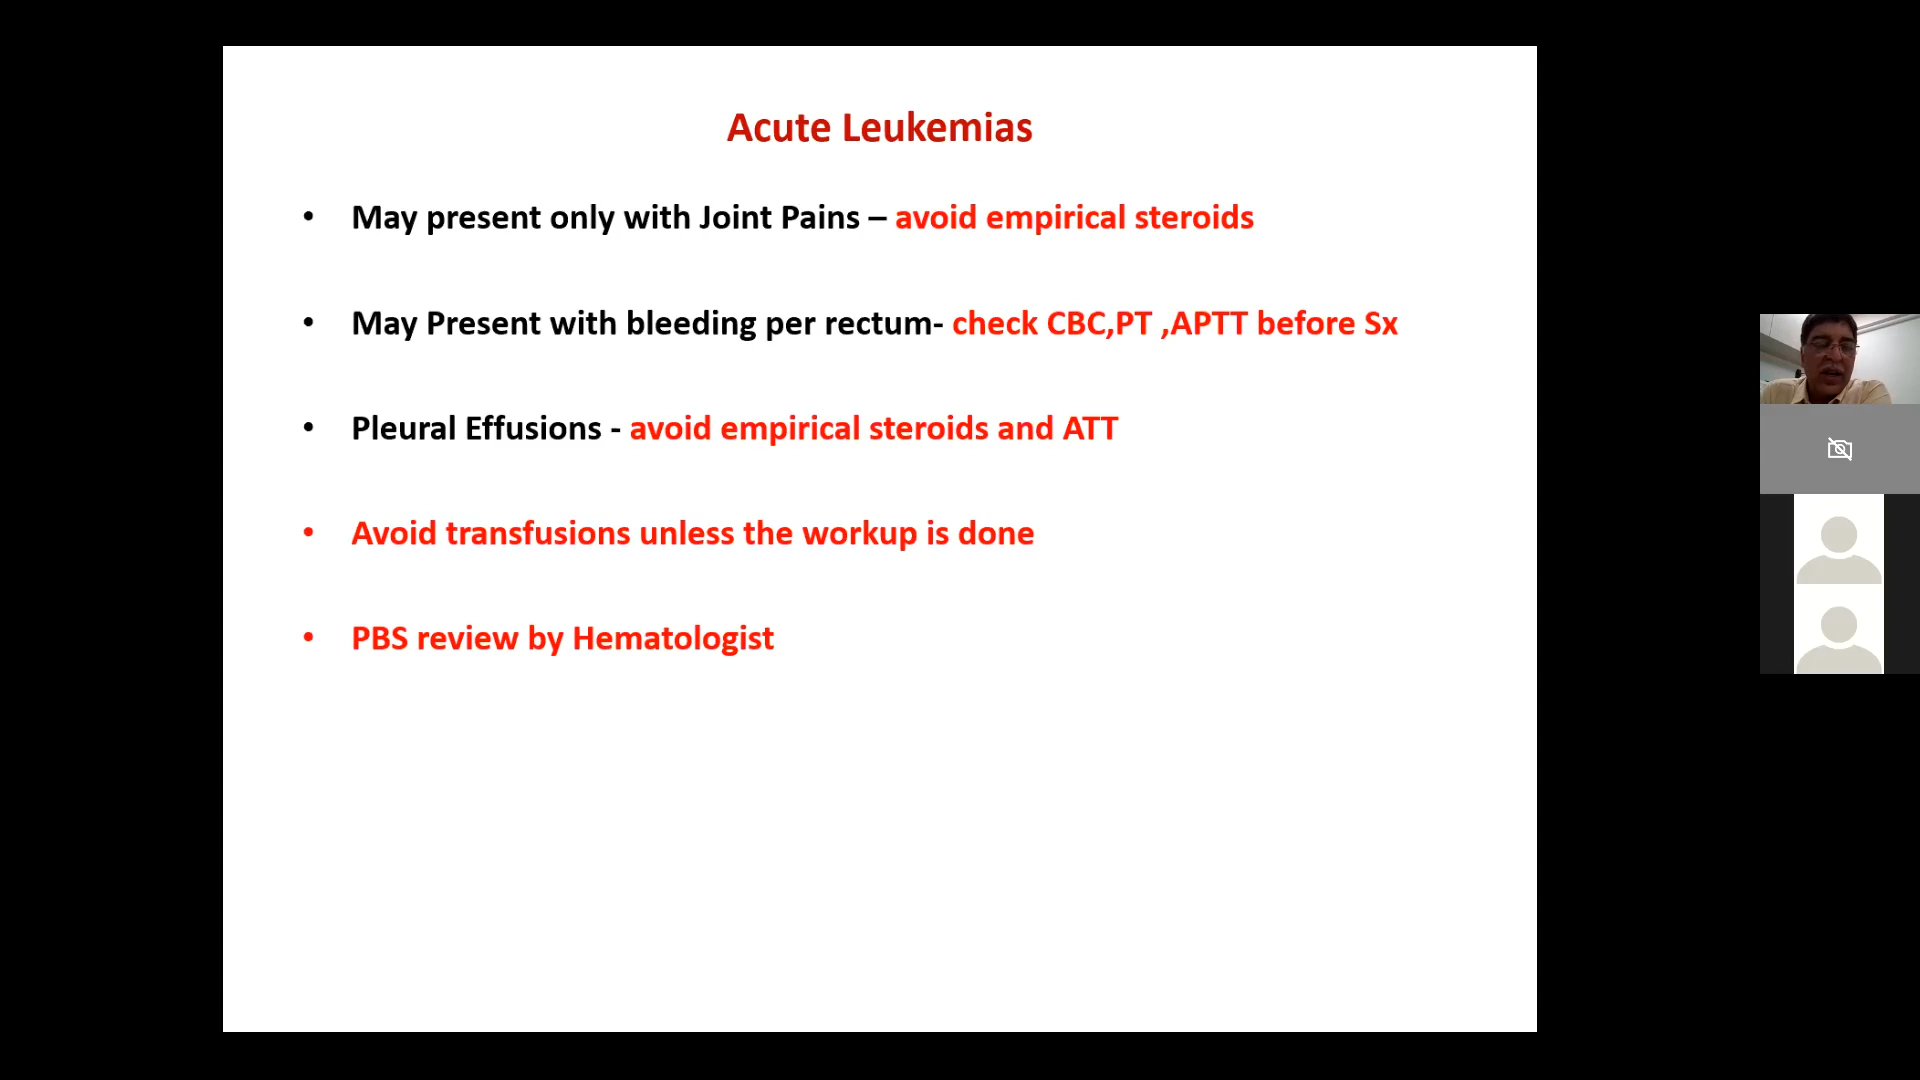 Acute Leukemias
• May present only with Joint Pains – avoid empirical steroids
• May Present with bleeding per rectum- check CBC,PT ,APTT before Sx
• Pleural Effusions - avoid empirical steroids and ATT
• Avoid transfusions unless the workup is done
• PBS review by Hematologist